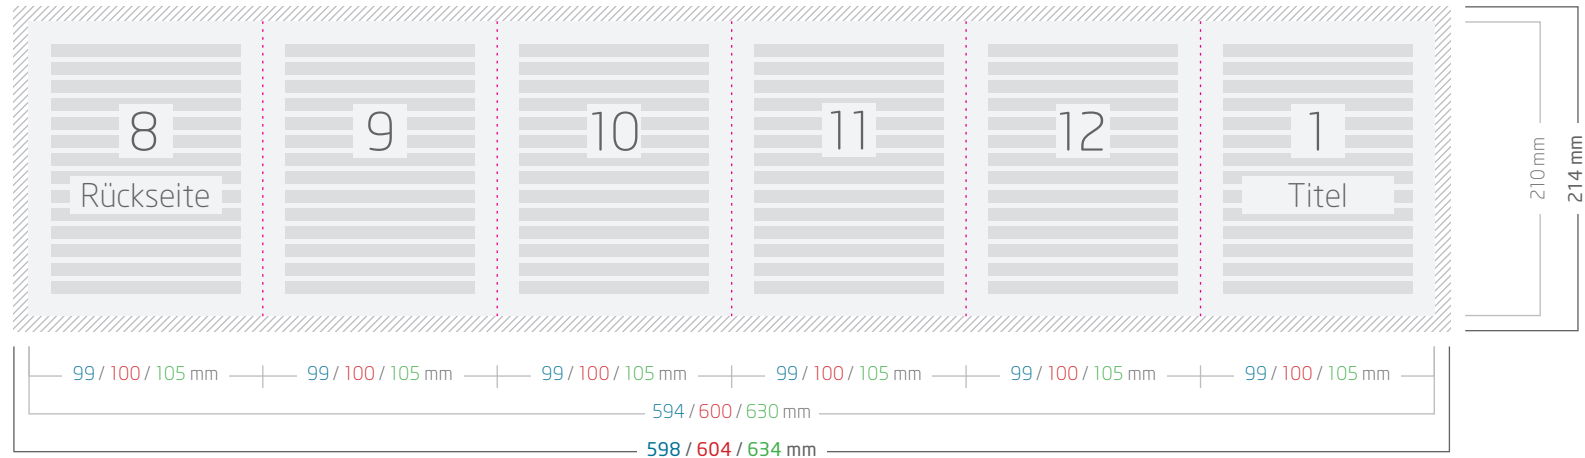 8
Rückseite
9
10
11
12
1
Titel
210 mm
214 mm
99 / 100 / 105 mm
99 / 100 / 105 mm
99 / 100 / 105 mm
99 / 100 / 105 mm
99 / 100 / 105 mm
99 / 100 / 105 mm
594 / 600 / 630 mm
598 / 604 / 634 mm